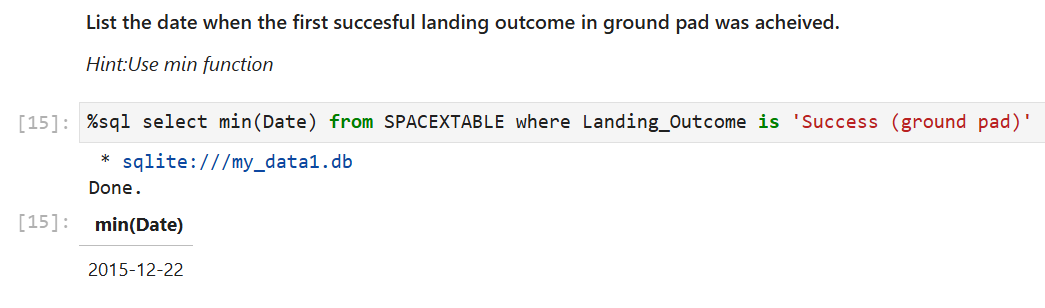 List the date when the first succesful landing outcome in ground pad was acheived.
Hint:Use min function
[15]: %sql select min(Date) from SPACEXTABLE where Landing_Outcome is 'Success (ground pad)'
* sqlite:///my_data1.db
Done.
[15]: min(Date)
2015-12-22